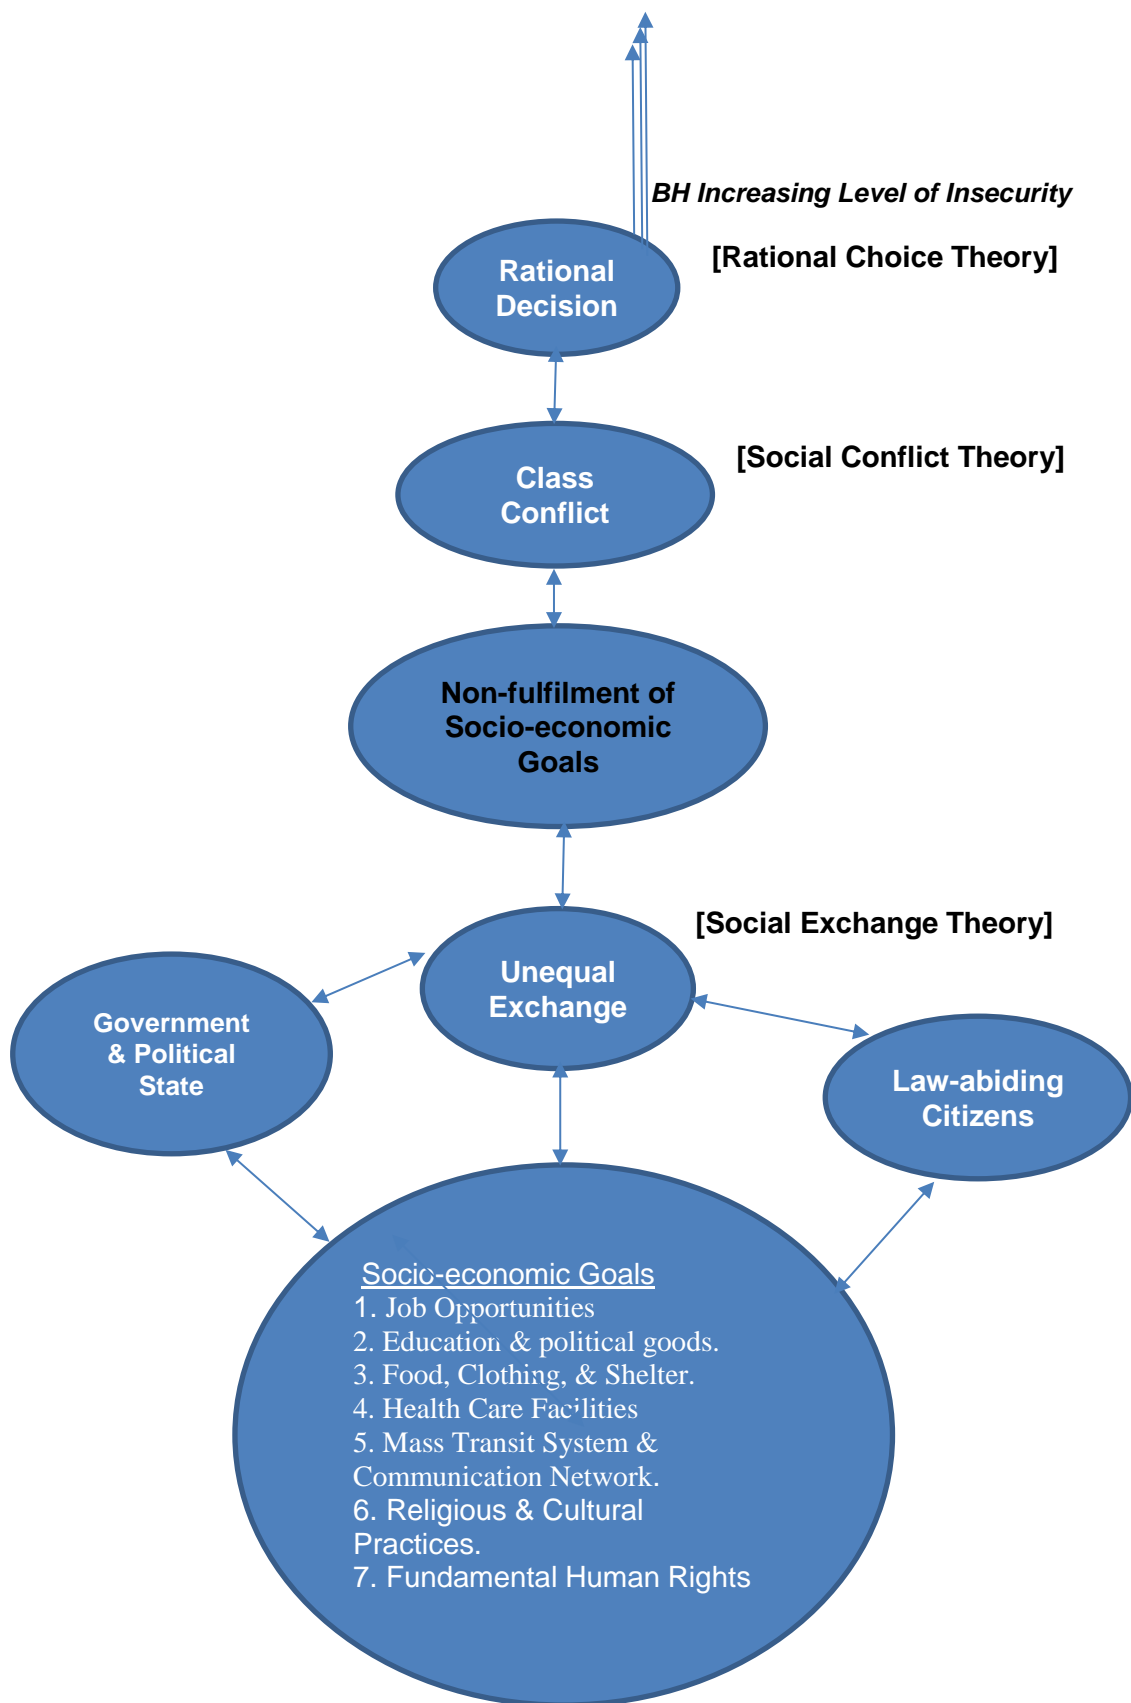 BH Increasing Level of Insecurity
[Rational Choice Theory]
Rational
Decision
[Social Conflict Theory]
Class
Conflict
Non-fulfilment of
Socio-economic
Goals
[Social Exchange Theory]
Unequal
Exchange
Government
& Political
State
Law-abiding
Citizens
Socio-economic Goals
1. Job Opportunities
2. Education & political goods.
3. Food, Clothing, & Shelter.
4. Health Care Facilities
5. Mass Transit System &
Communication Network.
6. Religious & Cultural
Practices.
7. Fundamental Human Rights